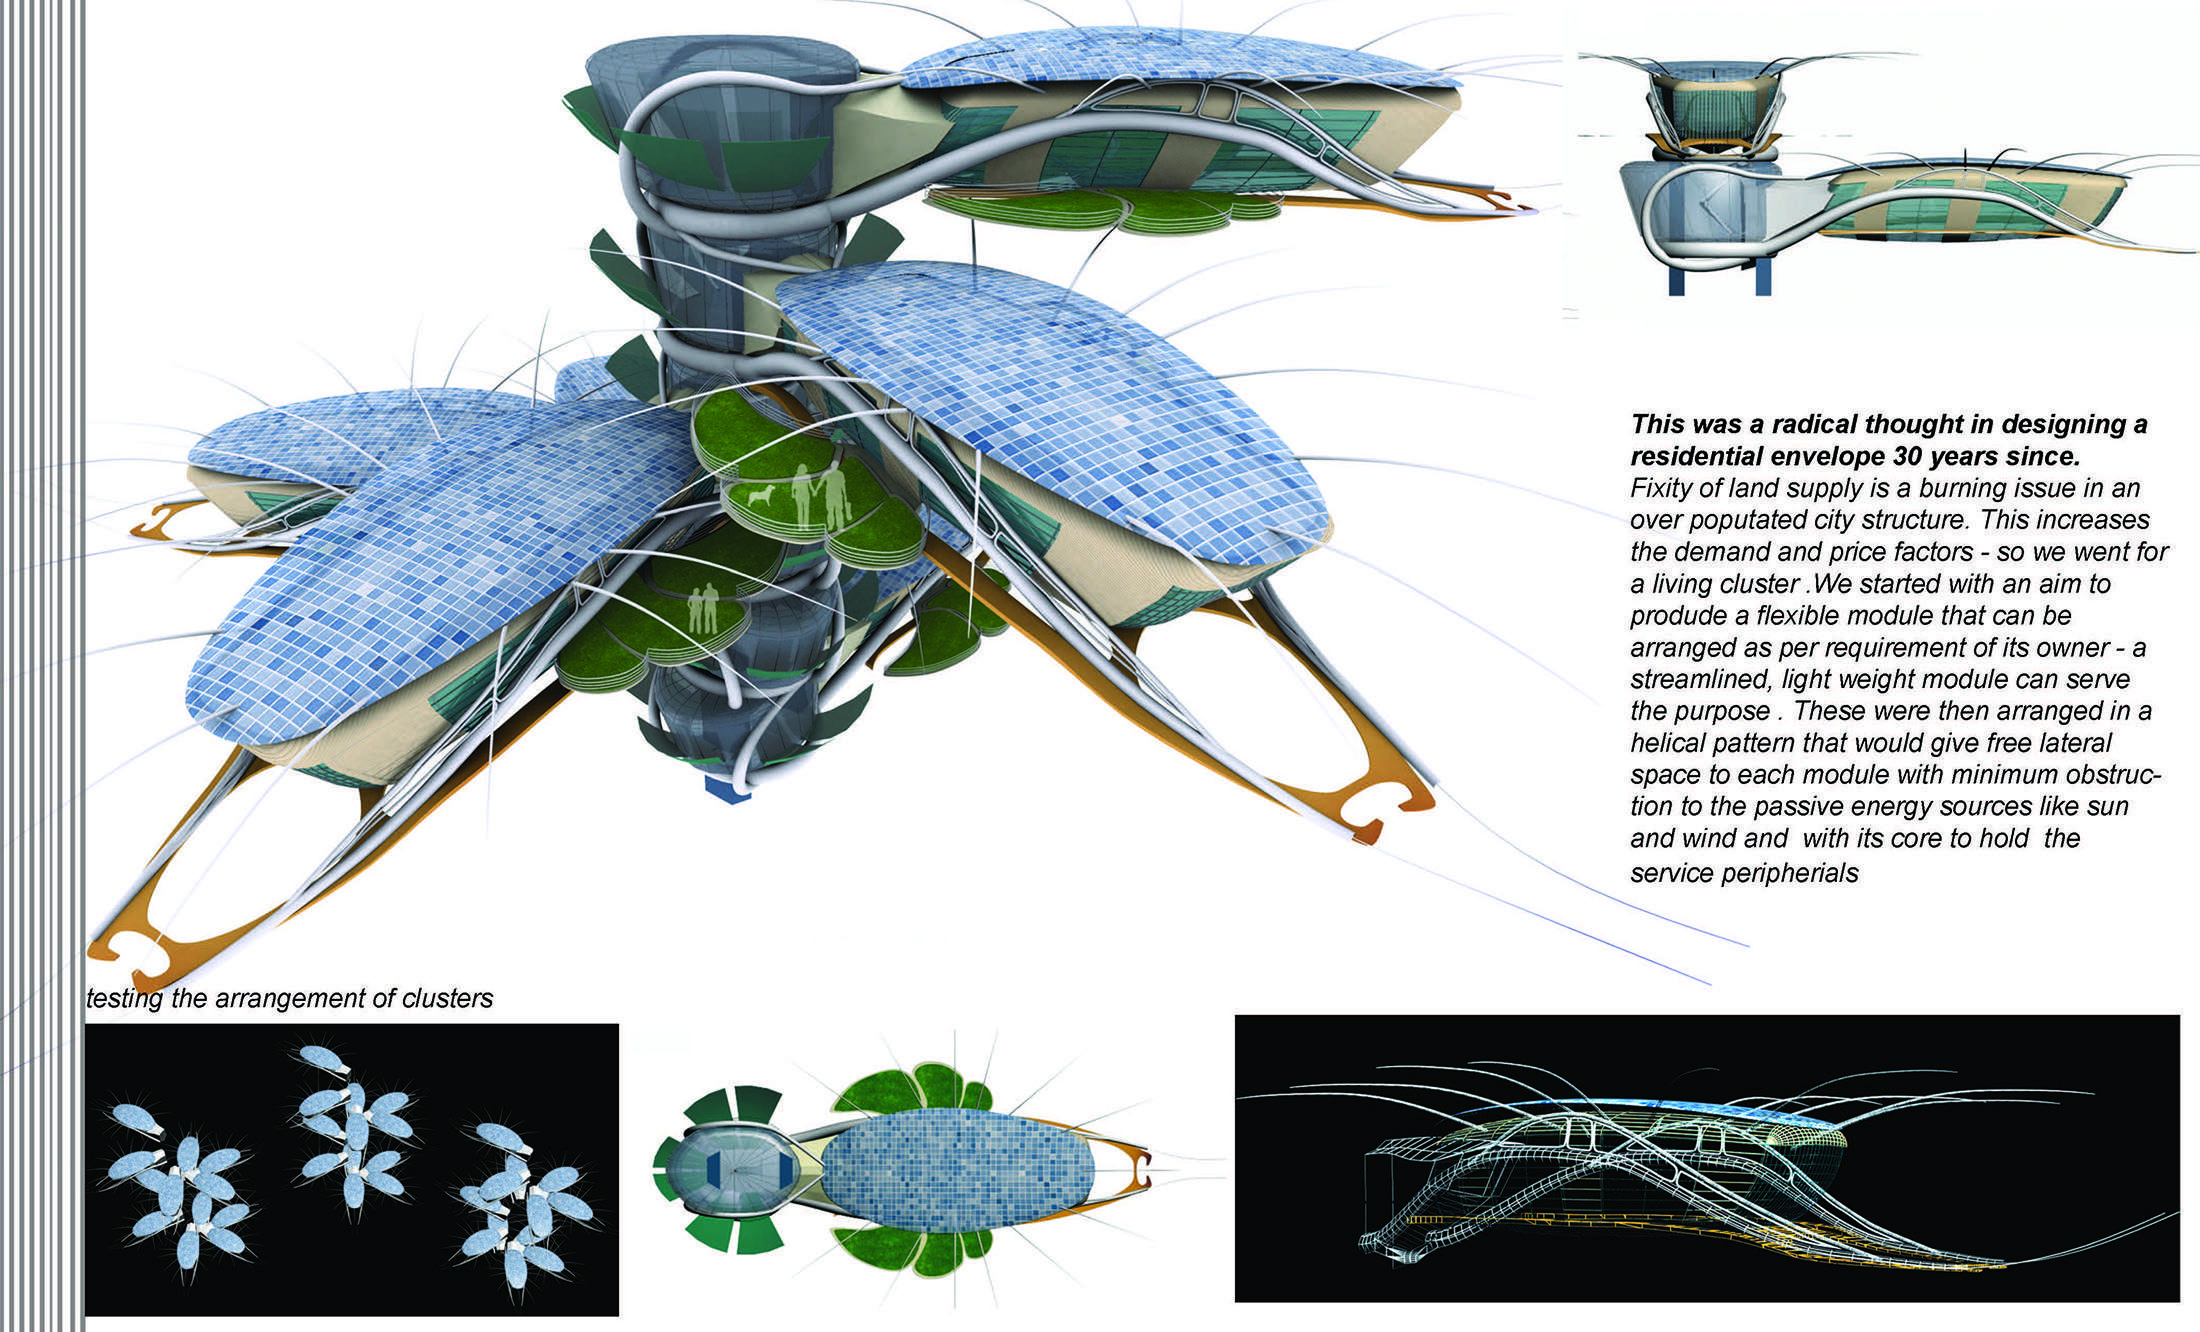 This was a radical thought in designing a
residential envelope 30 years since.
Fixity of land supply is a burning issue in an
over poputated city structure. This increases
the demand and price factors - so we went for
a living cluster .We started with an aim to
produde a flexible module that can be
arranged as per requirement of its owner - a
streamlined, light weight module can serve
the purpose . These were then arranged in a
helical pattern that would give free lateral
space to each module with minimum obstruc-
tion to the passive energy sources like sun
and wind and  with its core to hold  the
service peripherials
testing the arrangement of clusters